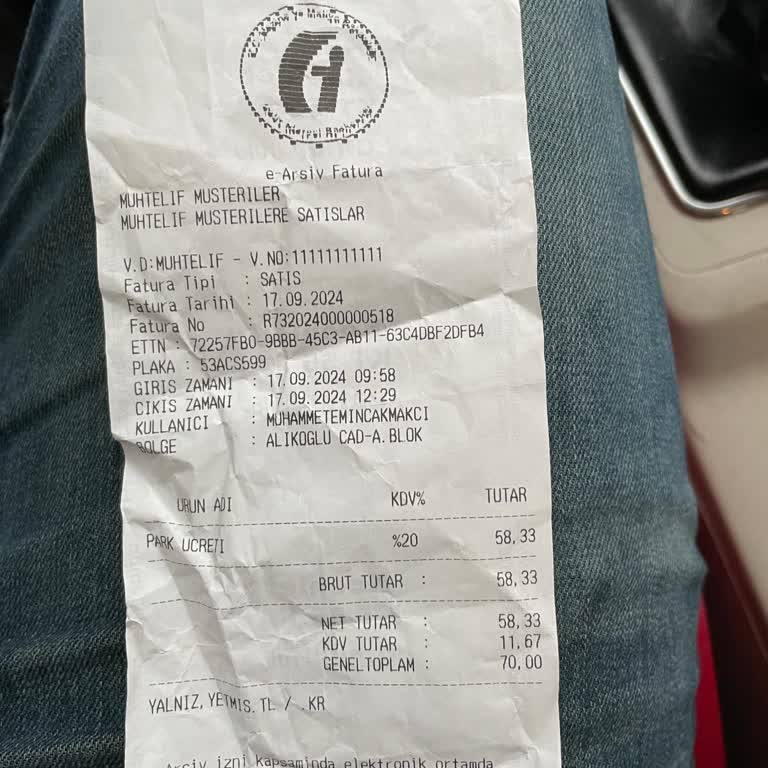 e-Arsiv Fatura
MUHTELIF MUSTERILER
MUHTELIF MUSTERILERE SATISLAR
V.D:MUHTELIF - V.NO:11111111111
Fatura Tipi : SATIS
Fatura Tarihi : 17.09.2024
Fatura No R732024000000518
ETTN : 72257FB0-9BBB-45C3-AB11-63C4DBF2DFB4
PLAKA : 53ACS599
GIRIS ZAMANI : 17.09.2024 09:58
CIKIS ZAMANI : 17.09.2024 12:29
KULLANICI : MUHAMMETEMINCAKMAKCI
BOLGE : ALIKOGLU CAD-A.BLOK
URUN ADI KDV% TUTAR
PARK UCRETI %20 58,33
BRUT TUTAR : 58,33
NET TUTAR : 58,33
KDV TUTAR : 11,67
GENELTOPLAM : 70,00
YALNIZ, YETMIS. TL / .KR
Arsiv izni kapsaminda elektronik ortamda